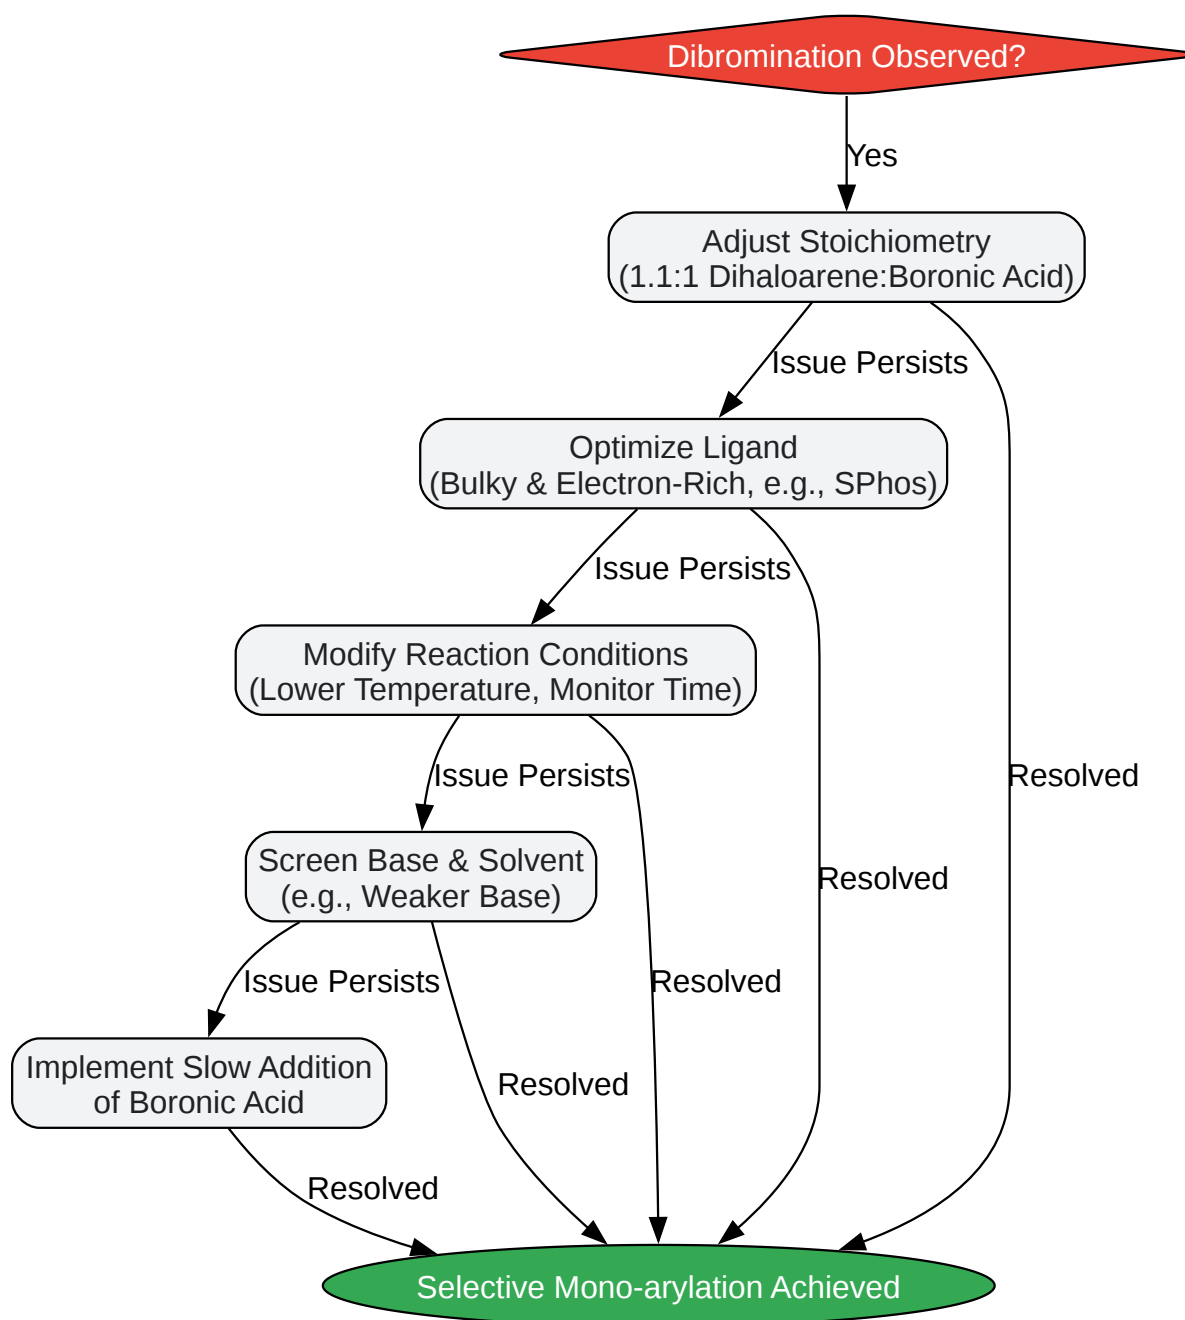 Dibromination Observed?
Yes
Adjust Stoichiometry
(1.1:1 Dihaloarene:Boronic Acid)
Issue Persists
Optimize Ligand
(Bulky & Electron-Rich, e.g., SPhos)
Issue Persists
Modify Reaction Conditions
(Lower Temperature, Monitor Time)
Issue Persists
Resolved
Screen Base & Solvent
(e.g., Weaker Base)
Resolved
Issue Persists
Resolved
Implement Slow Addition
of Boronic Acid
Resolved
Resolved
Selective Mono-arylation Achieved